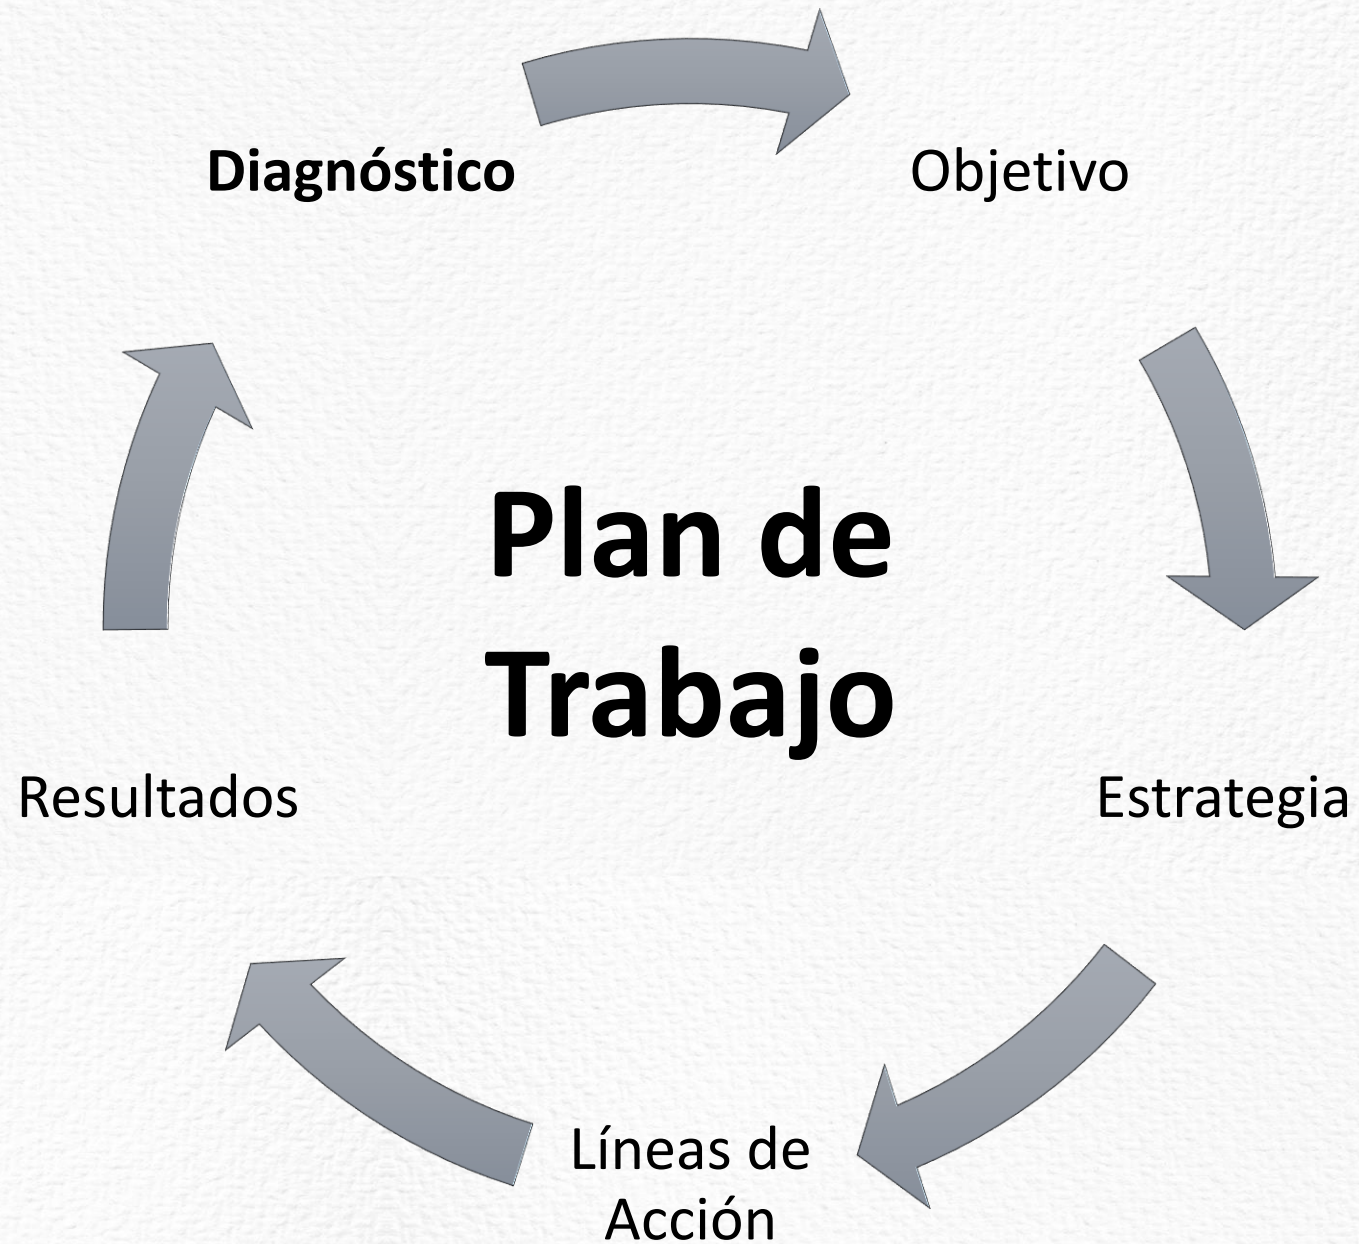 Diagnóstico
Objetivo
Plan de
Trabajo
Resultados
Estrategia
Líneas de
Acción